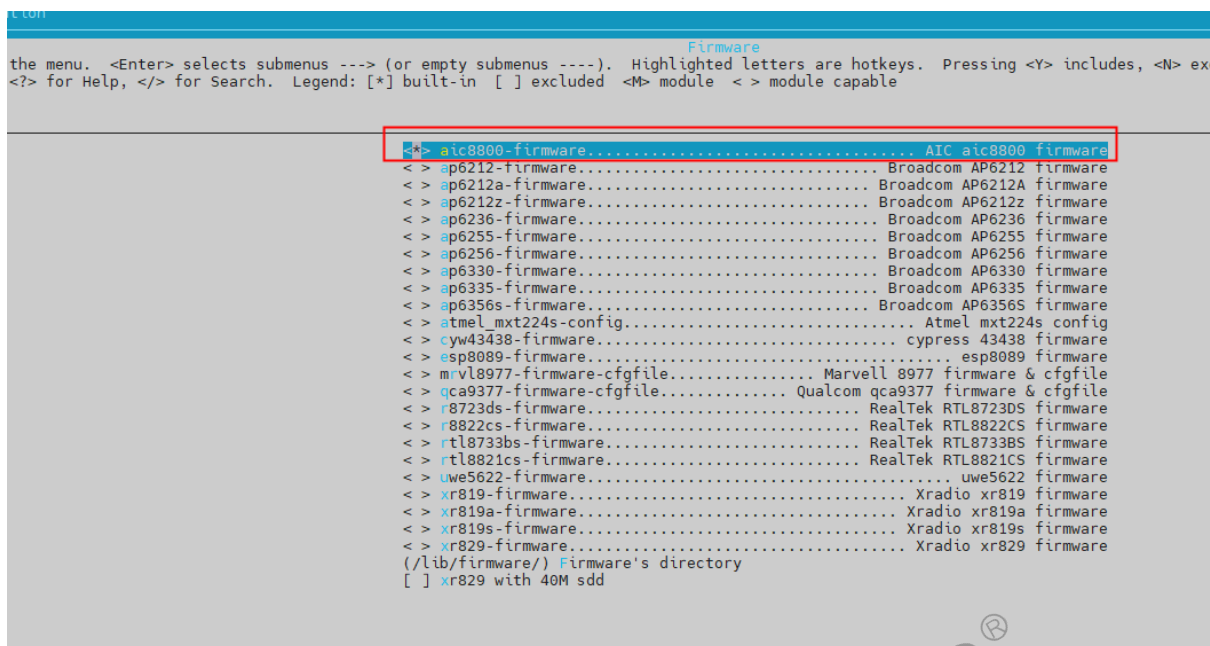 Firmware
the menu.  <Enter> selects submenus ---> (or empty submenus ----).  Highlighted letters are hotkeys.  Pressing <Y> includes, <N> ex
<?> for Help, </> for Search.  Legend: [*] built-in  [ ] excluded  <M> module  < > module capable
<*> aic8800-firmware................................... AIC aic8800 firmware
< > ap6212-firmware................................. Broadcom AP6212 firmware
< > ap6212a-firmware............................... Broadcom AP6212A firmware
< > ap6212z-firmware............................... Broadcom AP6212z firmware
< > ap6236-firmware................................. Broadcom AP6236 firmware
< > ap6255-firmware................................. Broadcom AP6255 firmware
< > ap6256-firmware................................. Broadcom AP6256 firmware
< > ap6330-firmware................................. Broadcom AP6330 firmware
< > ap6335-firmware................................. Broadcom AP6335 firmware
< > ap6356s-firmware............................... Broadcom AP6356S firmware
< > atmel_mxt224s-config................................ Atmel mxt224s config
< > cyw43438-firmware................................. cypress 43438 firmware
< > esp8089-firmware........................................ esp8089 firmware
< > mrvl8977-firmware-cfgfile................ Marvell 8977 firmware & cfgfile
< > qca9377-firmware-cfgfile.............. Qualcom qca9377 firmware & cfgfile
< > r8723ds-firmware.............................. RealTek RTL8723DS firmware
< > r8822cs-firmware.............................. RealTek RTL8822CS firmware
< > rtl8733bs-firmware............................ RealTek RTL8733BS firmware
< > rtl8821cs-firmware............................ RealTek RTL8821CS firmware
< > uwe5622-firmware........................................ uwe5622 firmware
< > xr819-firmware..................................... Xradio xr819 firmware
< > xr819a-firmware................................... Xradio xr819a firmware
< > xr819s-firmware................................... Xradio xr819s firmware
< > xr829-firmware..................................... Xradio xr829 firmware
(/lib/firmware/) Firmware's directory
[ ] xr829 with 40M sdd
®